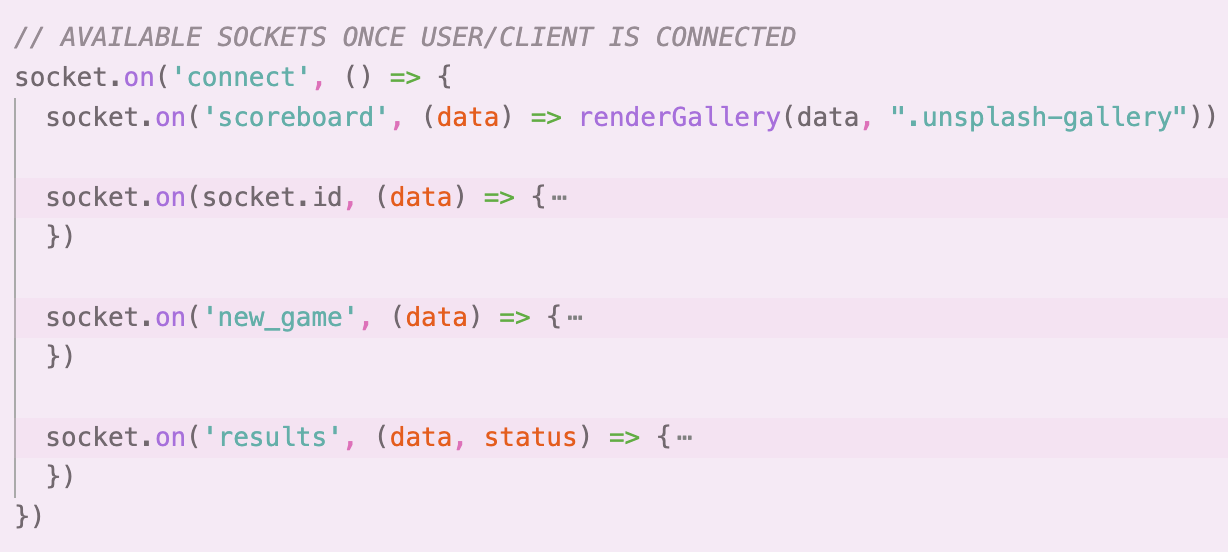 // AVAILABLE SOCKETS ONCE USER/CLIENT IS CONNECTED
socket.on('connect', () => {
  socket.on('scoreboard', (data) => renderGallery(data, ".unsplash-gallery"))
  socket.on(socket.id, (data) => {⋯
  })
  socket.on('new_game', (data) => {⋯
  })
  socket.on('results', (data, status) => {⋯
  })
})